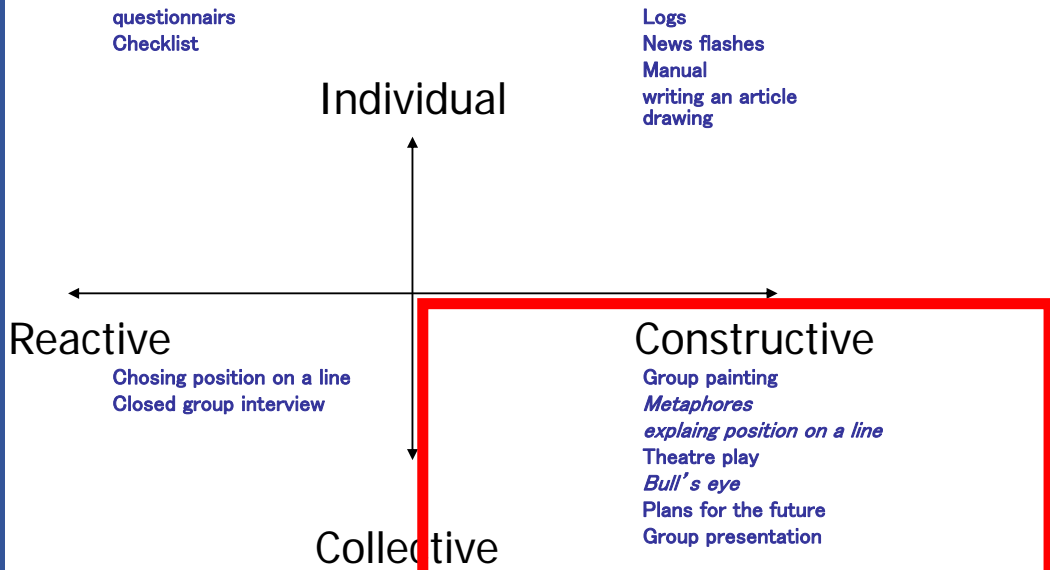 questionnairs
Checklist
Logs
News flashes
Manual
writing an article
drawing
Individual
Reactive
Constructive
Chosing position on a line
Closed group interview
Group painting
Metaphores
explaing position on a line
Theatre play
Bull's eye
Plans for the future
Group presentation
Collective